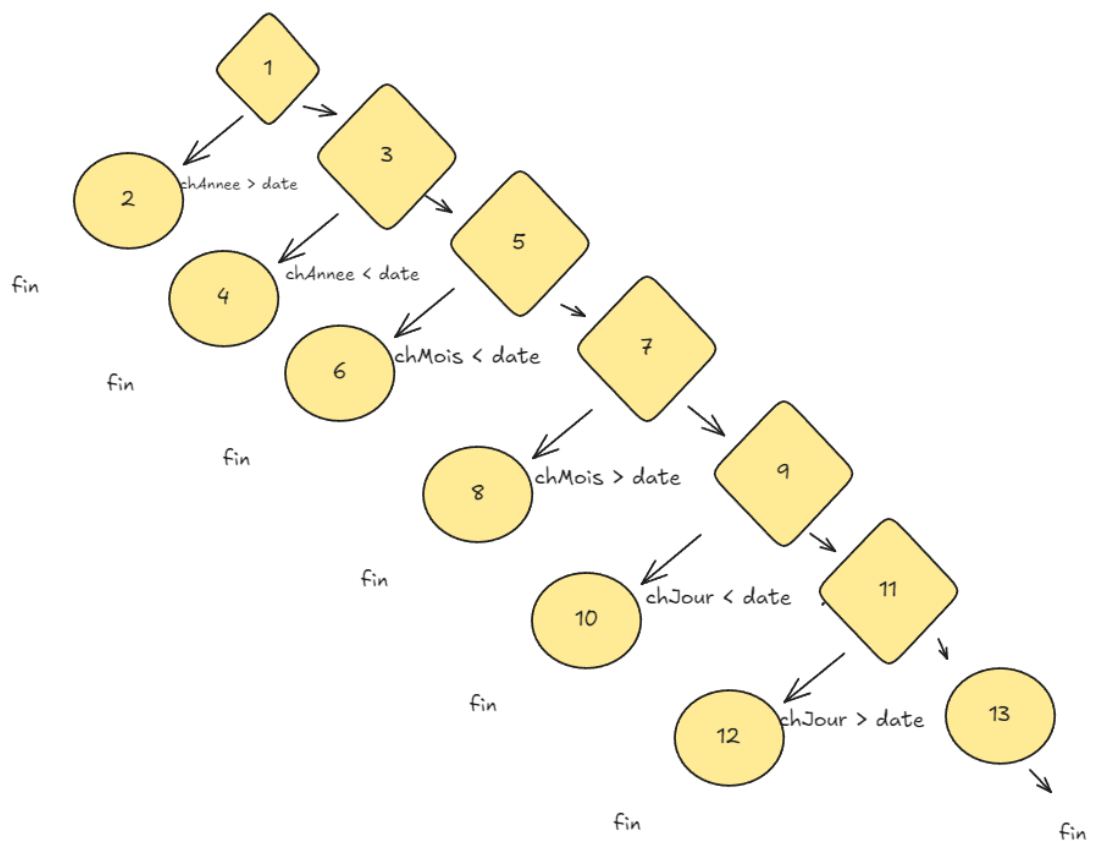 1
3
2
chAnnee > date
5
chAnnee < date
fin
4
7
chMois < date
6
fin
fin
9
chMois > date
8
fin
11
chJour < date
10
fin
13
chJour > date
12
fin
fin